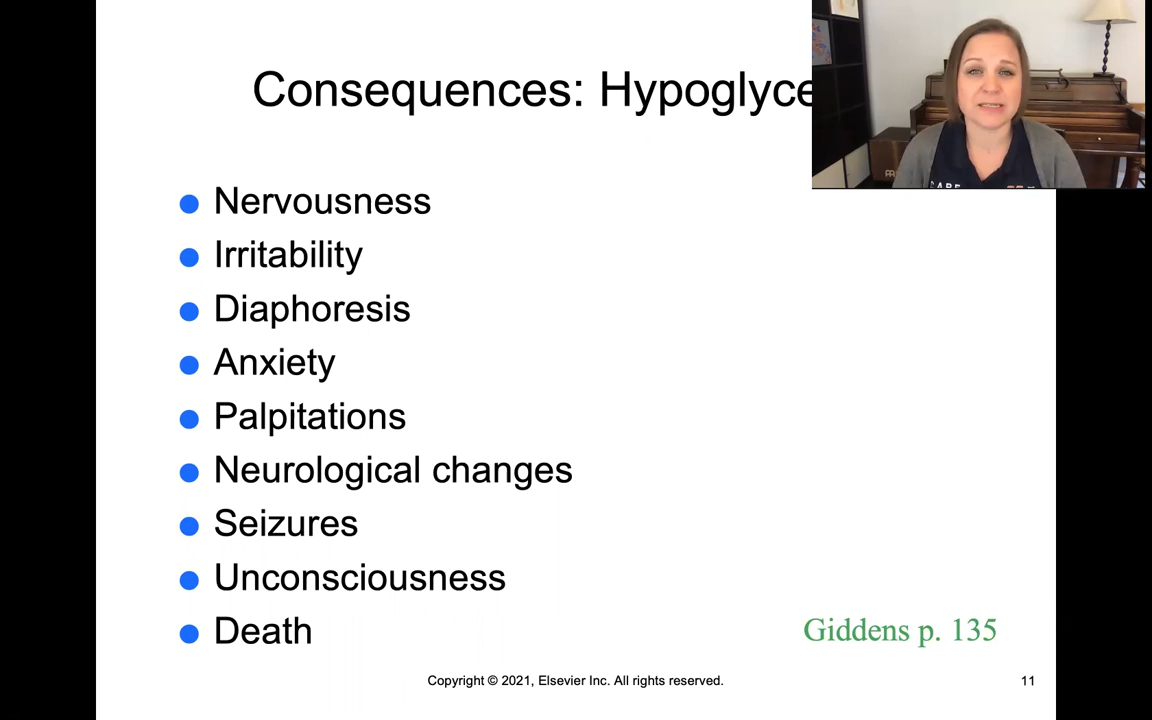 Consequences: Hypoglyce
Nervousness
Irritability
Diaphoresis
Anxiety
Palpitations
Neurological changes
Seizures
Unconsciousness
Death
Giddens p. 135
Copyright © 2021, Elsevier Inc. All rights reserved.
11